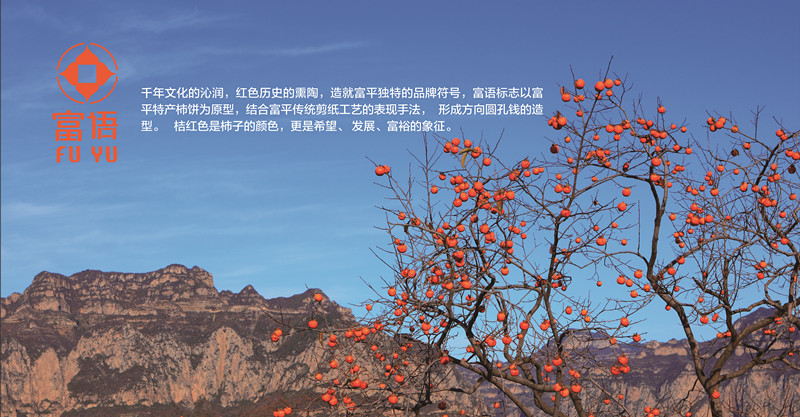 富语
FU YU
千年文化的沁润，红色历史的熏陶，造就富平独特的品牌符号，富语标志以富
平特产柿饼为原型，结合富平传统剪纸工艺的表现手法， 形成方向圆孔钱的造
型。 桔红色是柿子的颜色，更是希望、发展、富裕的象征。